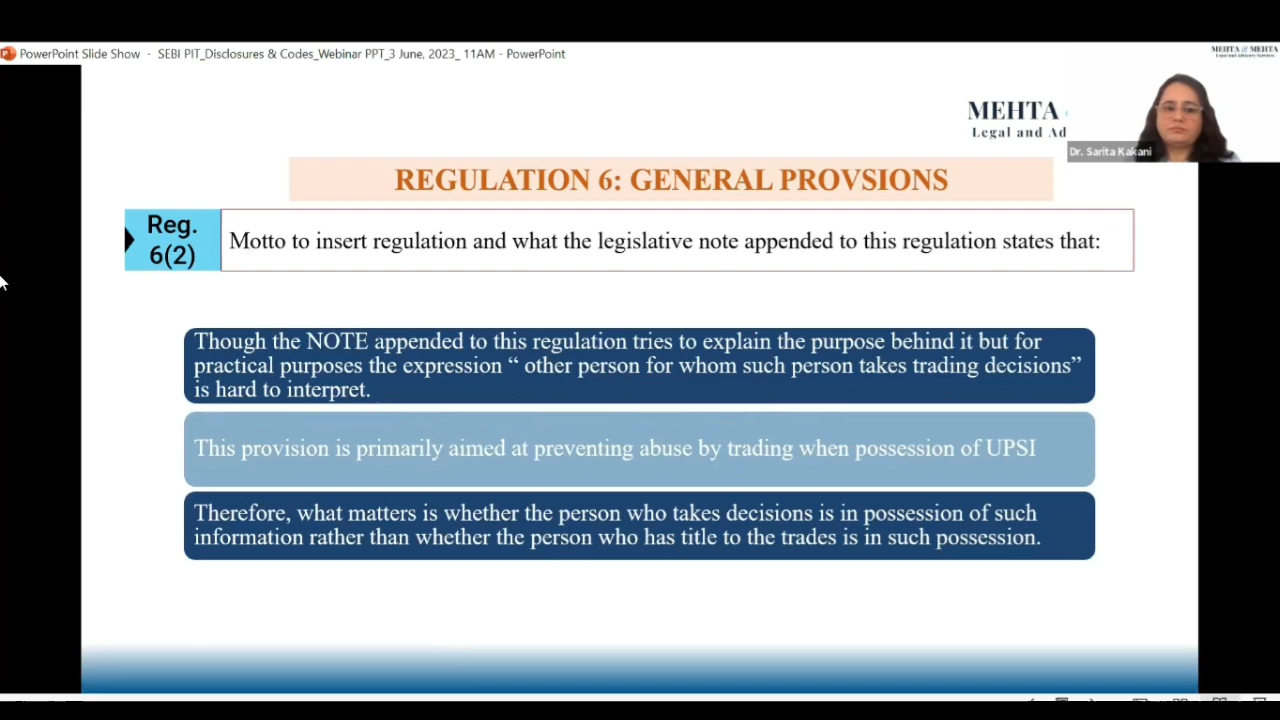 PowerPoint Slide Show - SEBI PIT_Disclosures & Codes_Webinar PPT_3 June, 2023_ 11AM - PowerPoint
MEHTA & MEHTA
Legal and Advisory Services
MEHTA
Legal and Ad
Dr. Sarita Kakani
REGULATION 6: GENERAL PROVSIONS
Reg.
6(2)
Motto to insert regulation and what the legislative note appended to this regulation states that:
Though the NOTE appended to this regulation tries to explain the purpose behind it but for
practical purposes the expression “ other person for whom such person takes trading decisions”
is hard to interpret.
This provision is primarily aimed at preventing abuse by trading when possession of UPSI
Therefore, what matters is whether the person who takes decisions is in possession of such
information rather than whether the person who has title to the trades is in such possession.